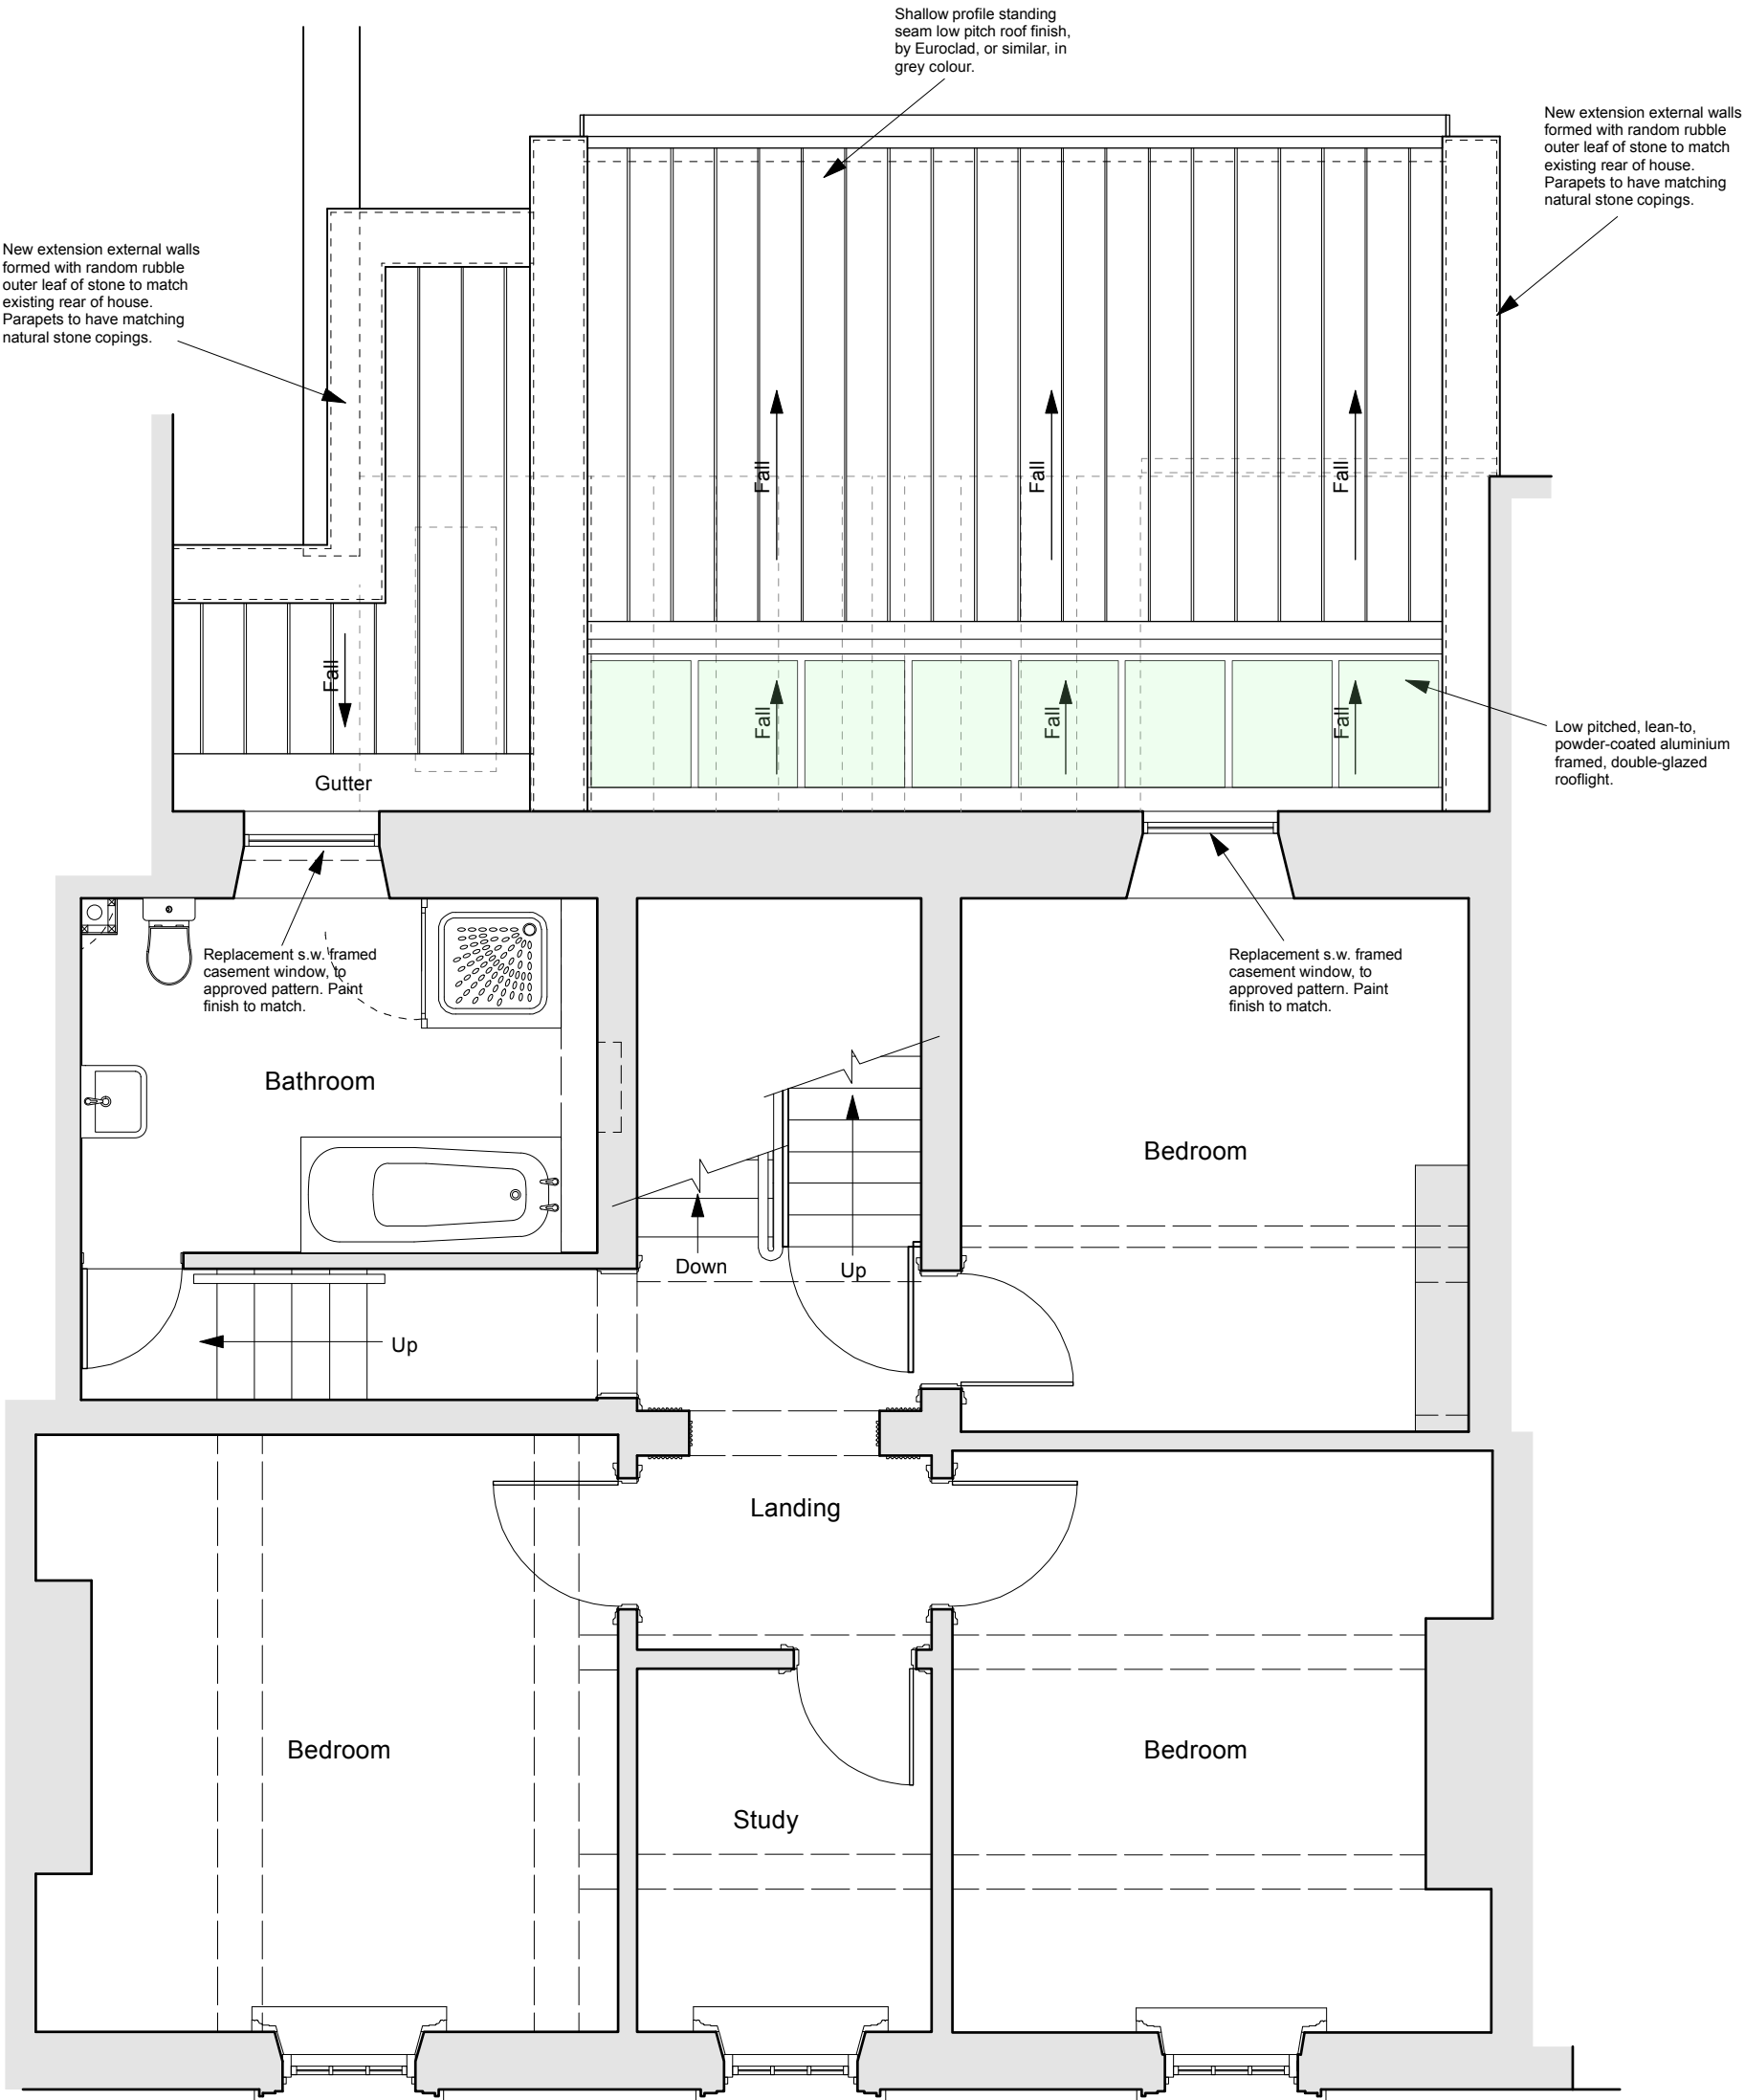 Shallow profile standing
seam low pitch roof finish,
by Euroclad, or similar, in
grey colour.
New extension external walls
formed with random rubble
outer leaf of stone to match
existing rear of house.
Parapets to have matching
natural stone copings.
New extension external walls
formed with random rubble
outer leaf of stone to match
existing rear of house.
Parapets to have matching
natural stone copings.
Fall
Fall
Fall
Fall
Fall
Fall
Fall
Low pitched, lean-to,
powder-coated aluminium
framed, double-glazed
rooflight.
Gutter
Replacement s.w. framed
casement window, to
approved pattern. Paint
finish to match.
Replacement s.w. framed
casement window, to
approved pattern. Paint
finish to match.
Bathroom
Bedroom
Down
Up
Up
Landing
Bedroom
Bedroom
Study